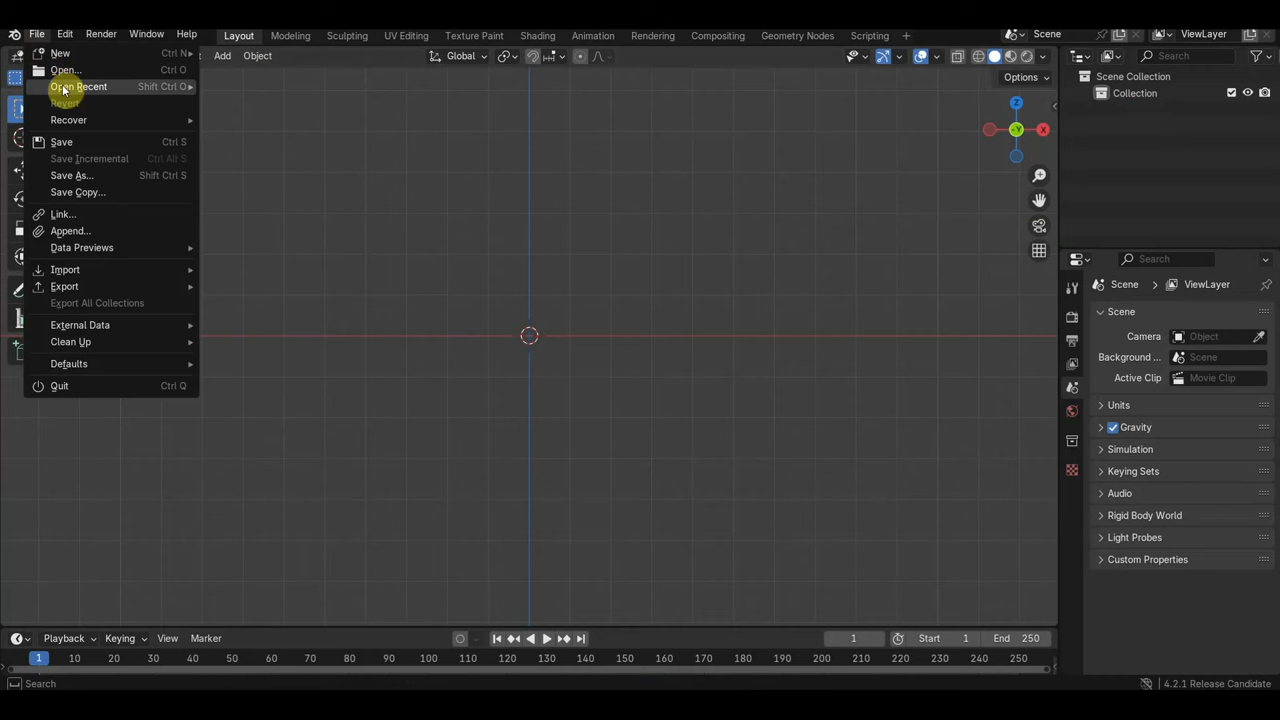 File Edit Render Window Help Layout Modeling Sculpting UV Editing Texture Paint Shading Animation Rendering Compositing Geometry Nodes Scripting Scene ViewLayer
Add Object Global Search
Options
New Ctrl N
Open... Ctrl O
Open Recent Shift Ctrl O
Revert
Recover
Save Ctrl S
Save Incremental Ctrl Alt S
Save As... Shift Ctrl S
Save Copy...
Link...
Append...
Data Previews
Import
Export
Export All Collections
External Data
Clean Up
Defaults
Quit Ctrl Q
Z
-Y X
Scene Collection
Collection
Search
Scene ViewLayer
Scene
Camera Object
Background ... Scene
Active Clip Movie Clip
Units
Gravity
Simulation
Keying Sets
Audio
Rigid Body World
Light Probes
Custom Properties
Playback Keying View Marker 1 Start 1 End 250
1 10 20 30 40 50 60 70 80 90 100 110 120 130 140 150 160 170 180 190 200 210 220 230 240 250
Search 4.2.1 Release Candidate